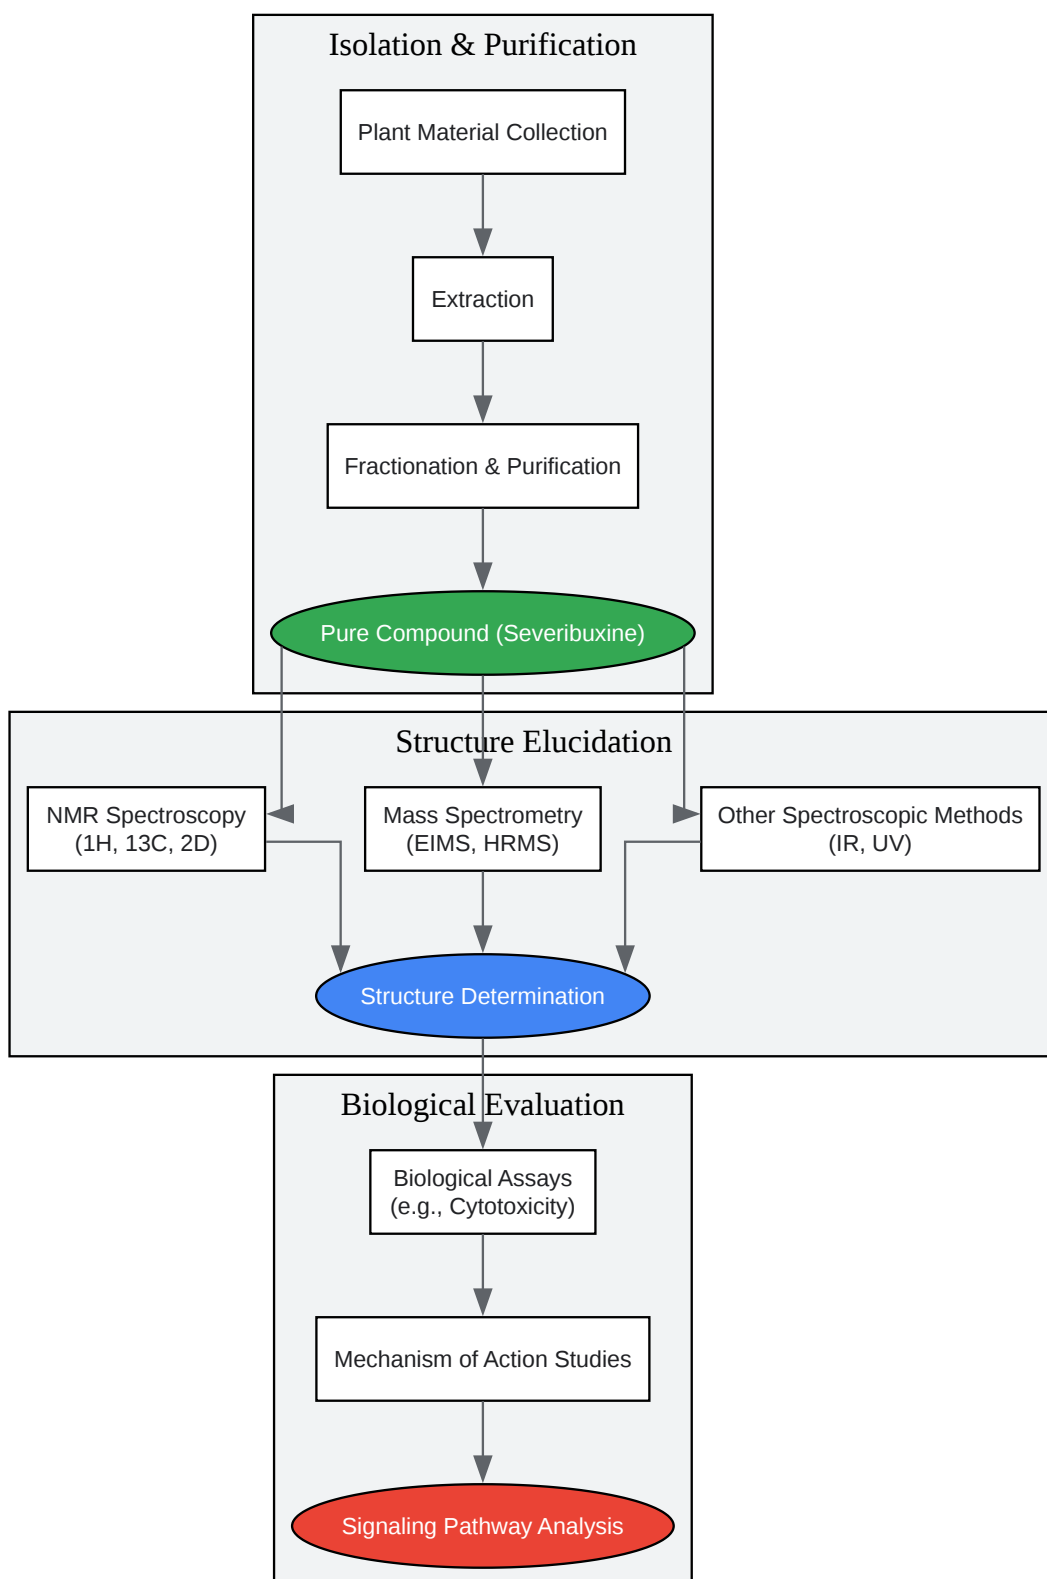 Isolation & Purification
Plant Material Collection
Extraction
Fractionation & Purification
Pure Compound (Severibuxine)
Structure Elucidation
NMR Spectroscopy
(1H, 13C, 2D)
Mass Spectrometry
(EIMS, HRMS)
Other Spectroscopic Methods
(IR, UV)
Structure Determination
Biological Evaluation
Biological Assays
(e.g., Cytotoxicity)
Mechanism of Action Studies
Signaling Pathway Analysis